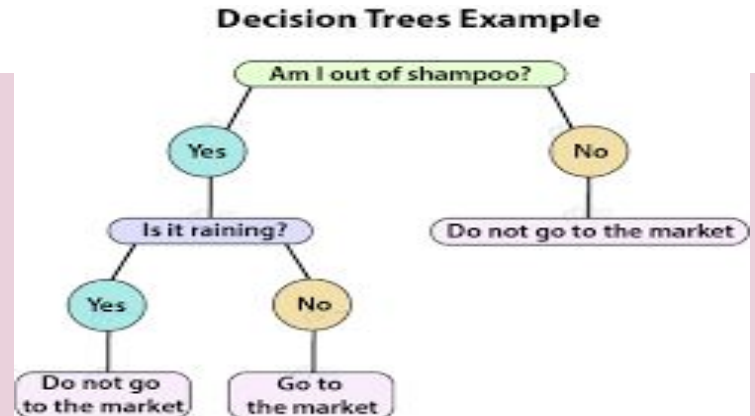 Decision Trees Example
Am I out of shampoo?
Yes
No
Is it raining?
Do not go to the market
Yes
No
Do not go
to the market
Go to
the market